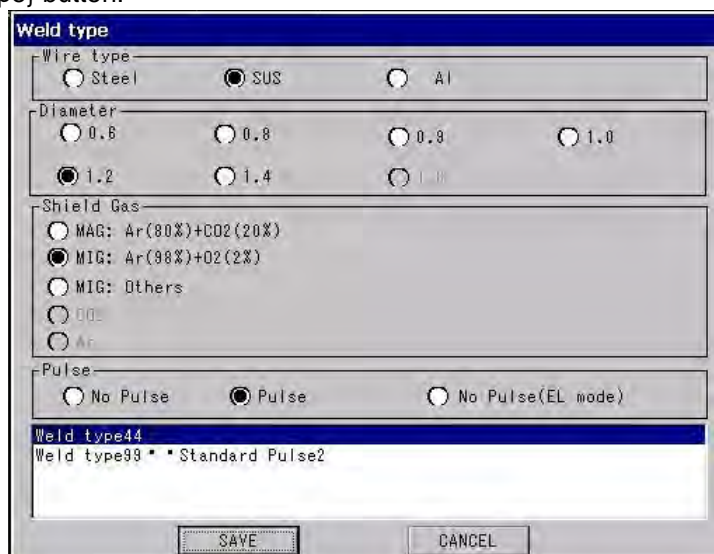 pe] button.
Weld type
Wire type
Steel SUS Al
Diameter
0.6 0.8 0.9 1.0
1.2 1.4
Shield Gas
MAG: Ar(80%)+CO2(20%)
MIG: Ar(98%)+O2(2%)
MIG: Others
CO2
Ar
Pulse
No Pulse Pulse No Pulse(EL mode)
Weld type44
Weld type99 " "Standard Pulse2
SAVE CANCEL